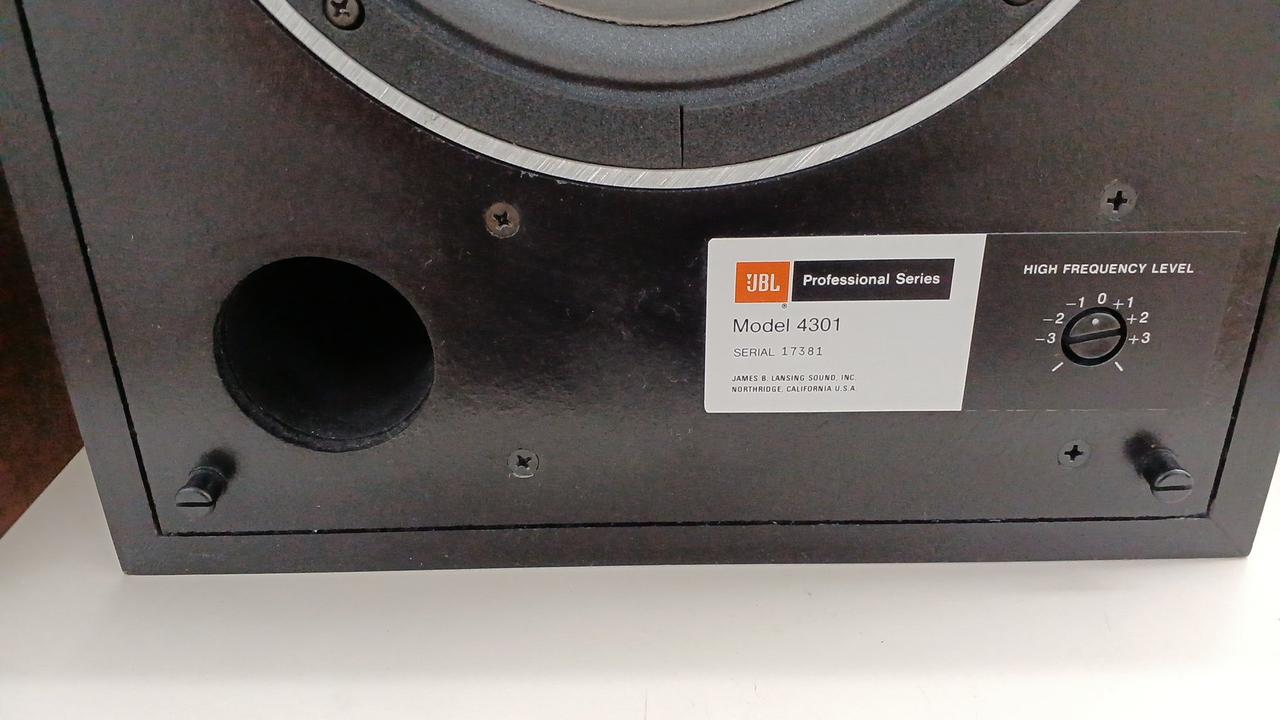 JBL
Professional Series
®
Model 4301
SERIAL 17381
JAMES B. LANSING SOUND, INC.
NORTHRIDGE, CALIFORNIA U.S.A.
HIGH FREQUENCY LEVEL
-3 -2 -1 0 +1 +2 +3